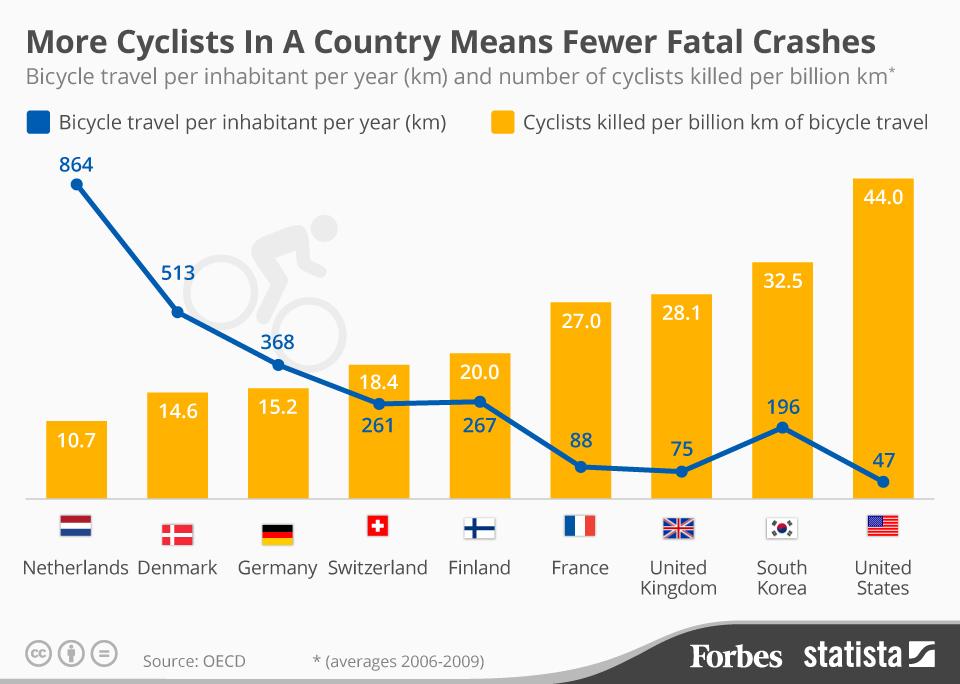 More Cyclists In A Country Means Fewer Fatal Crashes
Bicycle travel per inhabitant per year (km) and number of cyclists killed per billion km*
Bicycle travel per inhabitant per year (km)
Cyclists killed per billion km of bicycle travel
864
513
368
261
267
88
75
196
47
10.7
14.6
15.2
18.4
20.0
27.0
28.1
32.5
44.0
Netherlands
Denmark
Germany
Switzerland
Finland
France
United
Kingdom
South
Korea
United
States
cc
=
Source: OECD
* (averages 2006-2009)
Forbes
statista